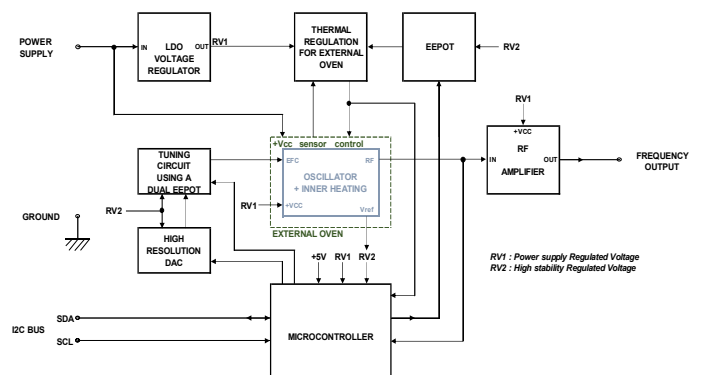 POWER
SUPPLY
IN
OUT
LDO
VOLTAGE
REGULATOR
RV1
THERMAL
REGULATION
FOR EXTERNAL
OVEN
EEPOT
RV2
RV1
+VCC
RF
AMPLIFIER
IN
OUT
FREQUENCY
OUTPUT
+Vcc sensor control
EFC
RF
OSCILLATOR
+ INNER HEATING
+VCC
Vref
RV1
EXTERNAL OVEN
TUNING
CIRCUIT
USING A
DUAL EEPOT
RV2
GROUND
HIGH
RESOLUTION
DAC
+5V
RV1
RV2
RV1 : Power supply Regulated Voltage
RV2 : High stability Regulated Voltage
I2C BUS
SDA
SCL
MICROCONTROLLER